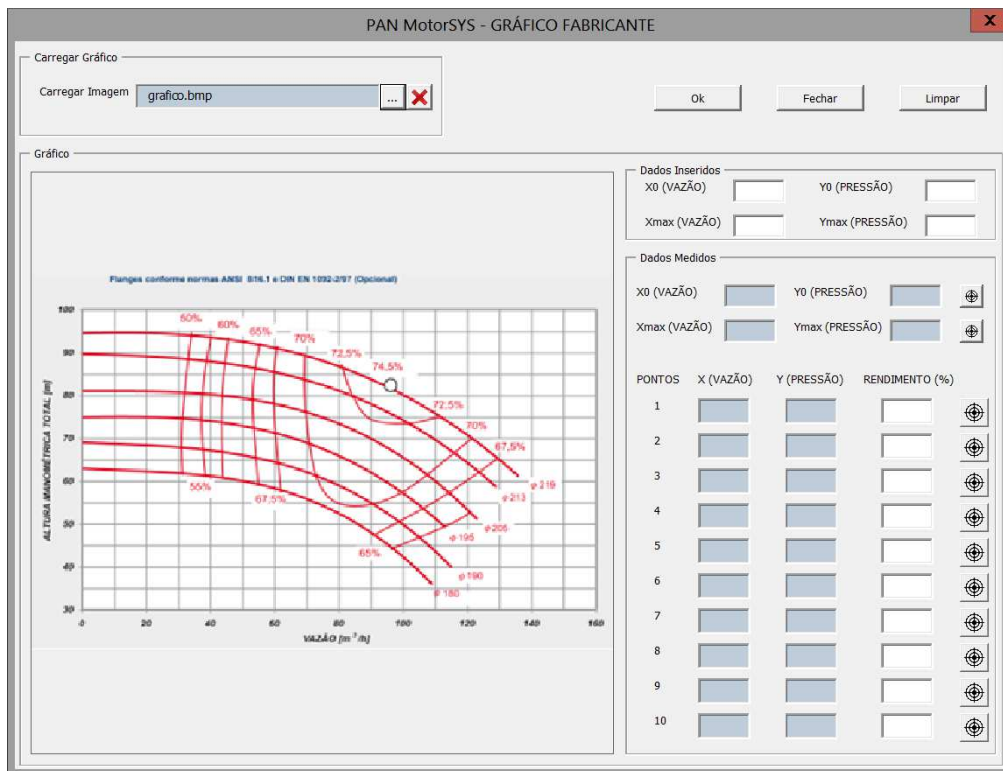 PAN MotorSYS - GRÁFICO FABRICANTE
X
Carregar Gráfico
Carregar Imagem
grafico.bmp
...
Ok
Fechar
Limpar
Gráfico
Flanges conforme normas ANSI B16.1 e DIN EN 1092-2/97 (Opcional)
ALTURA MANOMÉTRICA TOTAL [m]
100
90
80
70
60
50
40
30
0
20
40
60
80
100
120
140
160
VAZÃO [m³/h]
50%
60%
65%
70%
72,5%
74,5%
72,5%
70%
67,5%
55%
67,5%
65%
φ 219
φ 213
φ 205
φ 195
φ 190
φ 180
Dados Inseridos
X0 (VAZÃO)
Y0 (PRESSÃO)
Xmax (VAZÃO)
Ymax (PRESSÃO)
Dados Medidos
X0 (VAZÃO)
Y0 (PRESSÃO)
Xmax (VAZÃO)
Ymax (PRESSÃO)
PONTOS X (VAZÃO) Y (PRESSÃO) RENDIMENTO (%)
1
2
3
4
5
6
7
8
9
10